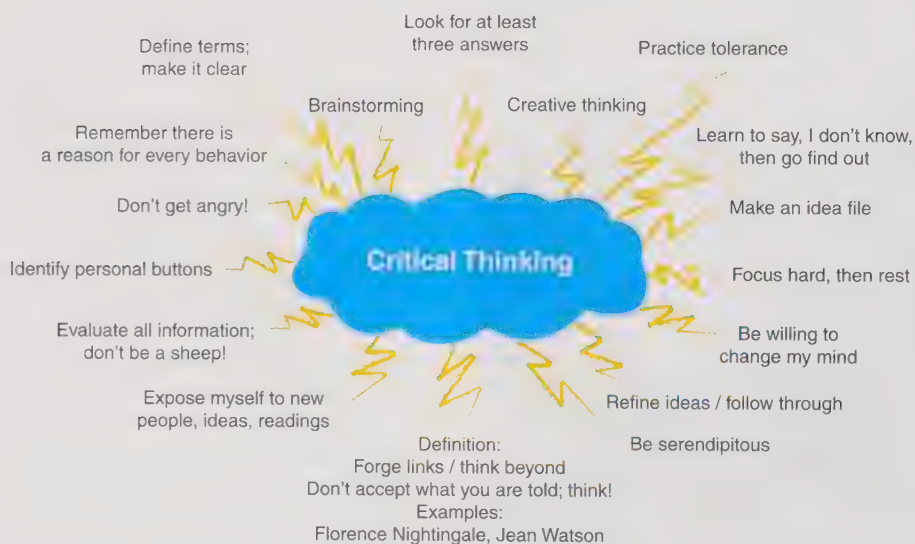 Look for at least
three answers
Define terms;
make it clear
Practice tolerance
Brainstorming
Creative thinking
Remember there is
a reason for every behavior
Learn to say, I don't know,
then go find out
Don't get angry!
Make an idea file
Critical Thinking
Identify personal buttons
Focus hard, then rest
Evaluate all information;
don't be a sheep!
Be willing to
change my mind
Expose myself to new
people, ideas, readings
Refine ideas / follow through
Definition:
Forge links / think beyond
Don't accept what you are told; think!
Examples:
Florence Nightingale, Jean Watson
Be serendipitous